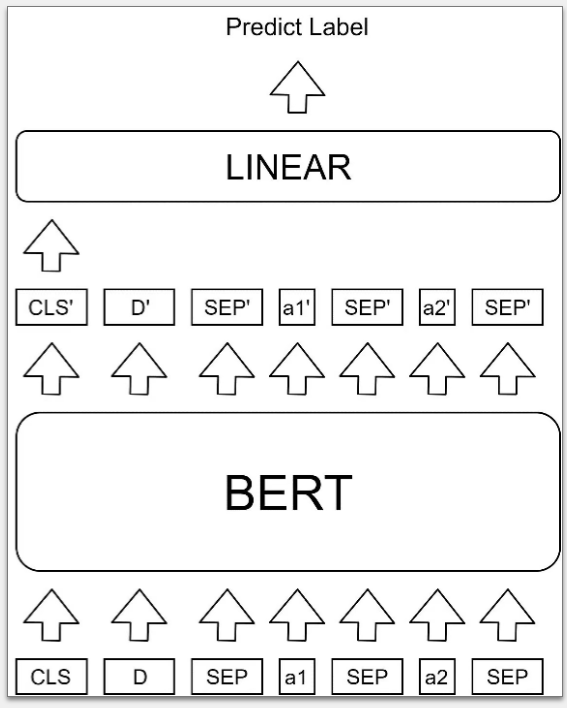 Predict Label
LINEAR
CLS' D' SEP' a1' SEP' a2' SEP'
BERT
CLS D SEP a1 SEP a2 SEP